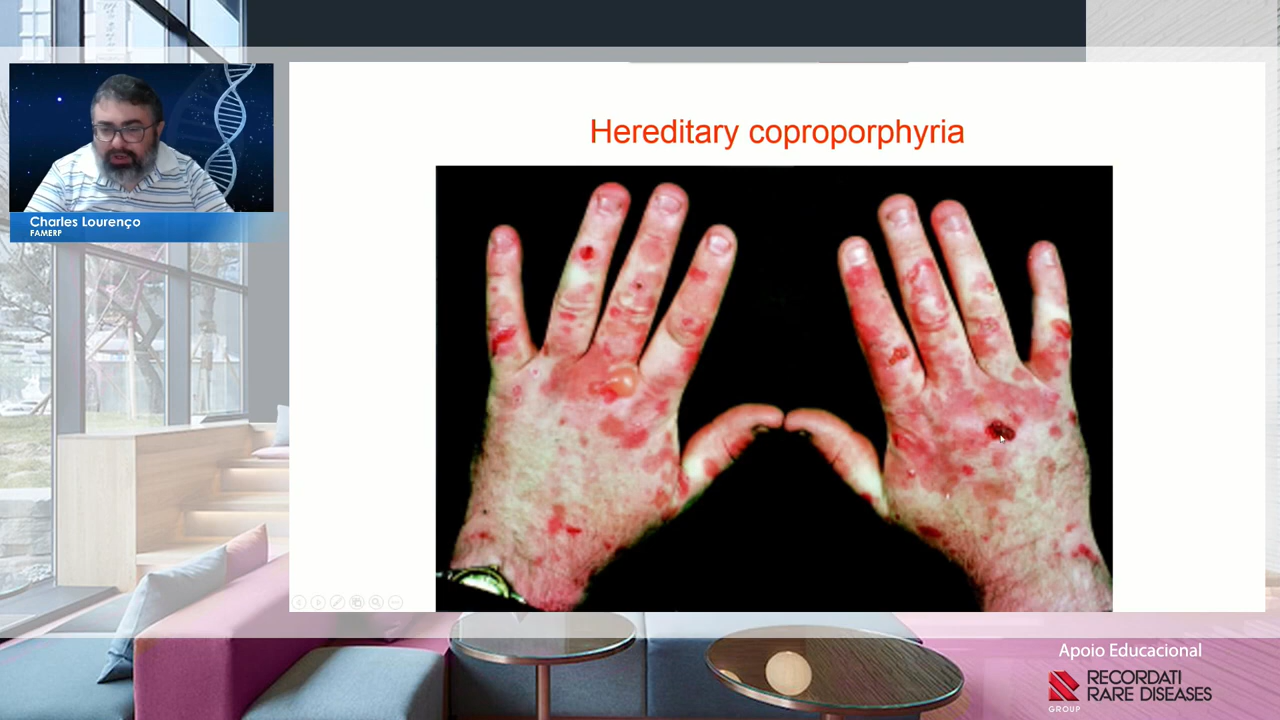 Hereditary coproporphyria
Charles Lourenço
FAMERP
Apoio Educacional
RECORDATI
RARE DISEASES
GROUP